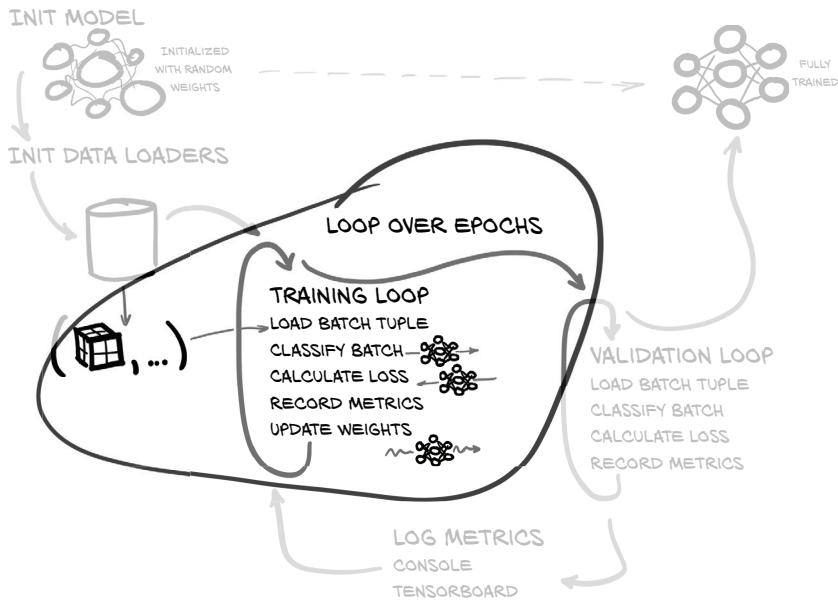 INIT MODEL
INITIALIZED
WITH RANDOM
WEIGHTS
FULLY
TRAINED
INIT DATA LOADERS
LOOP OVER EPOCHS
( , ... )
TRAINING LOOP
LOAD BATCH TUPLE
CLASSIFY BATCH
CALCULATE LOSS
RECORD METRICS
UPDATE WEIGHTS
VALIDATION LOOP
LOAD BATCH TUPLE
CLASSIFY BATCH
CALCULATE LOSS
RECORD METRICS
LOG METRICS
CONSOLE
TENSORBOARD